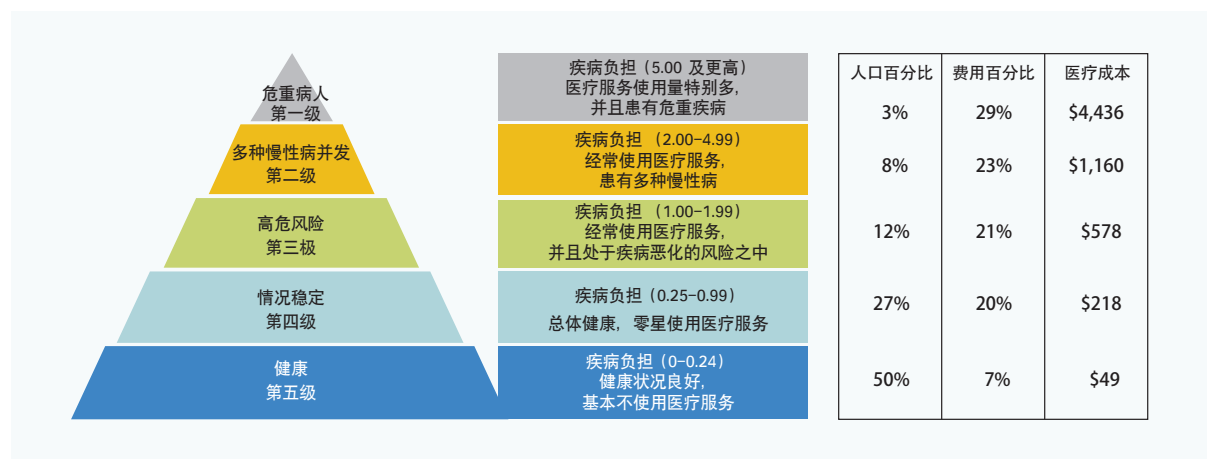 危重病人
第一级
疾病负担（5.00 及更高）
医疗服务使用量特别多，
并且患有危重疾病
人口百分比 费用百分比 医疗成本
3% 29% $4,436
多种慢性病并发
第二级
疾病负担 （2.00-4.99）
经常使用医疗服务，
患有多种慢性病
8% 23% $1,160
高危风险
第三极
疾病负担 （1.00-1.99）
经常使用医疗服务，
并且处于疾病恶化的风险之中
12% 21% $578
情况稳定
第四级
疾病负担（0.25-0.99）
总体健康，零星使用医疗服务
27% 20% $218
健康
第五级
疾病负担（0-0.24）
健康状况良好，
基本不使用医疗服务
50% 7% $49